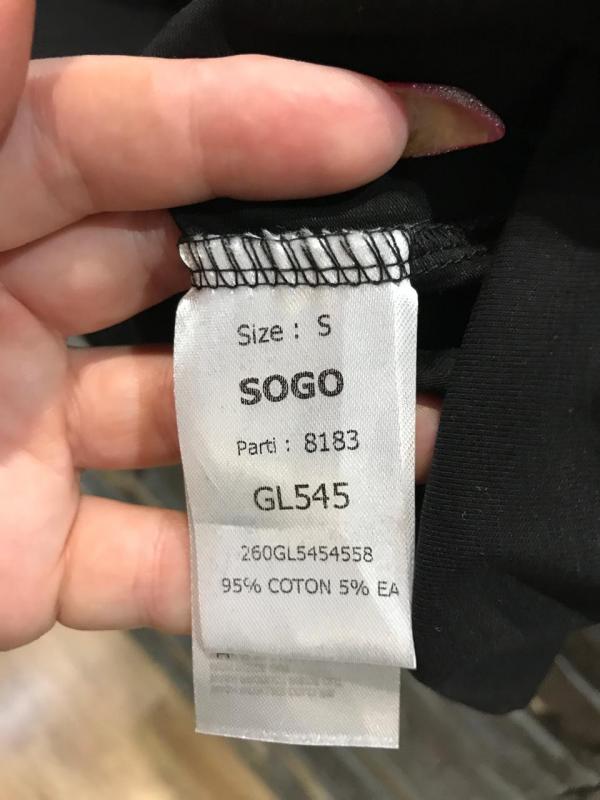 Size : S
SOGO
Parti : 8183
GL545
260GL5454558
95% COTON 5% EA